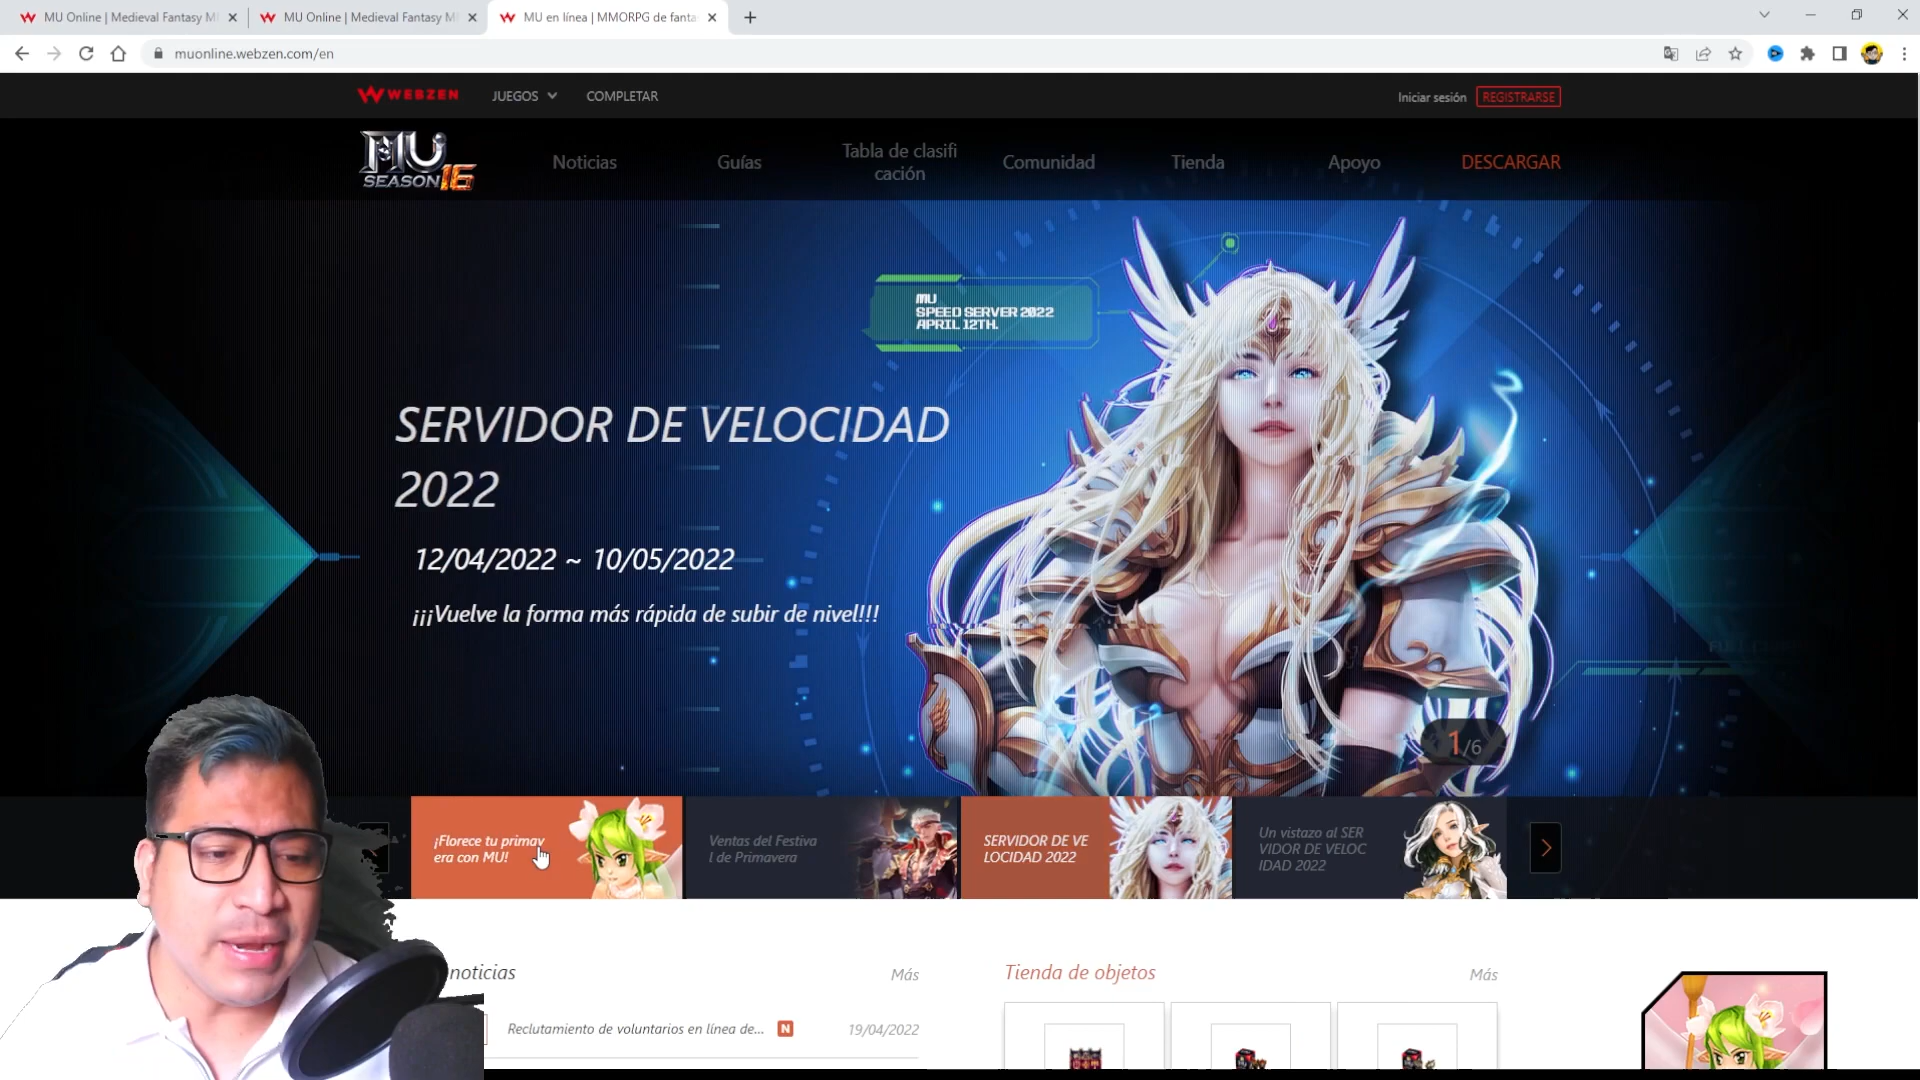 MU Online | Medieval Fantasy M
MU Online | Medieval Fantasy M
MU en línea | MMORPG de fanta
muonline.webzen.com/en
WEBZEN
JUEGOS
COMPLETAR
Iniciar sesión
REGISTRARSE
MU
SEASON 16
Noticias
Guías
Tabla de clasifi
cación
Comunidad
Tienda
Apoyo
DESCARGAR
MU
SPEED SERVER 2022
APRIL 12TH.
SERVIDOR DE VELOCIDAD
2022
12/04/2022 ~ 10/05/2022
¡¡¡Vuelve la forma más rápida de subir de nivel!!!
1/6
¡Florece tu primav
era con MU!
Ventas del Festiva
l de Primavera
SERVIDOR DE VE
LOCIDAD 2022
Un vistazo al SER
VIDOR DE VELOC
IDAD 2022
noticias
Más
Reclutamiento de voluntarios en línea de...
N
19/04/2022
Tienda de objetos
Más